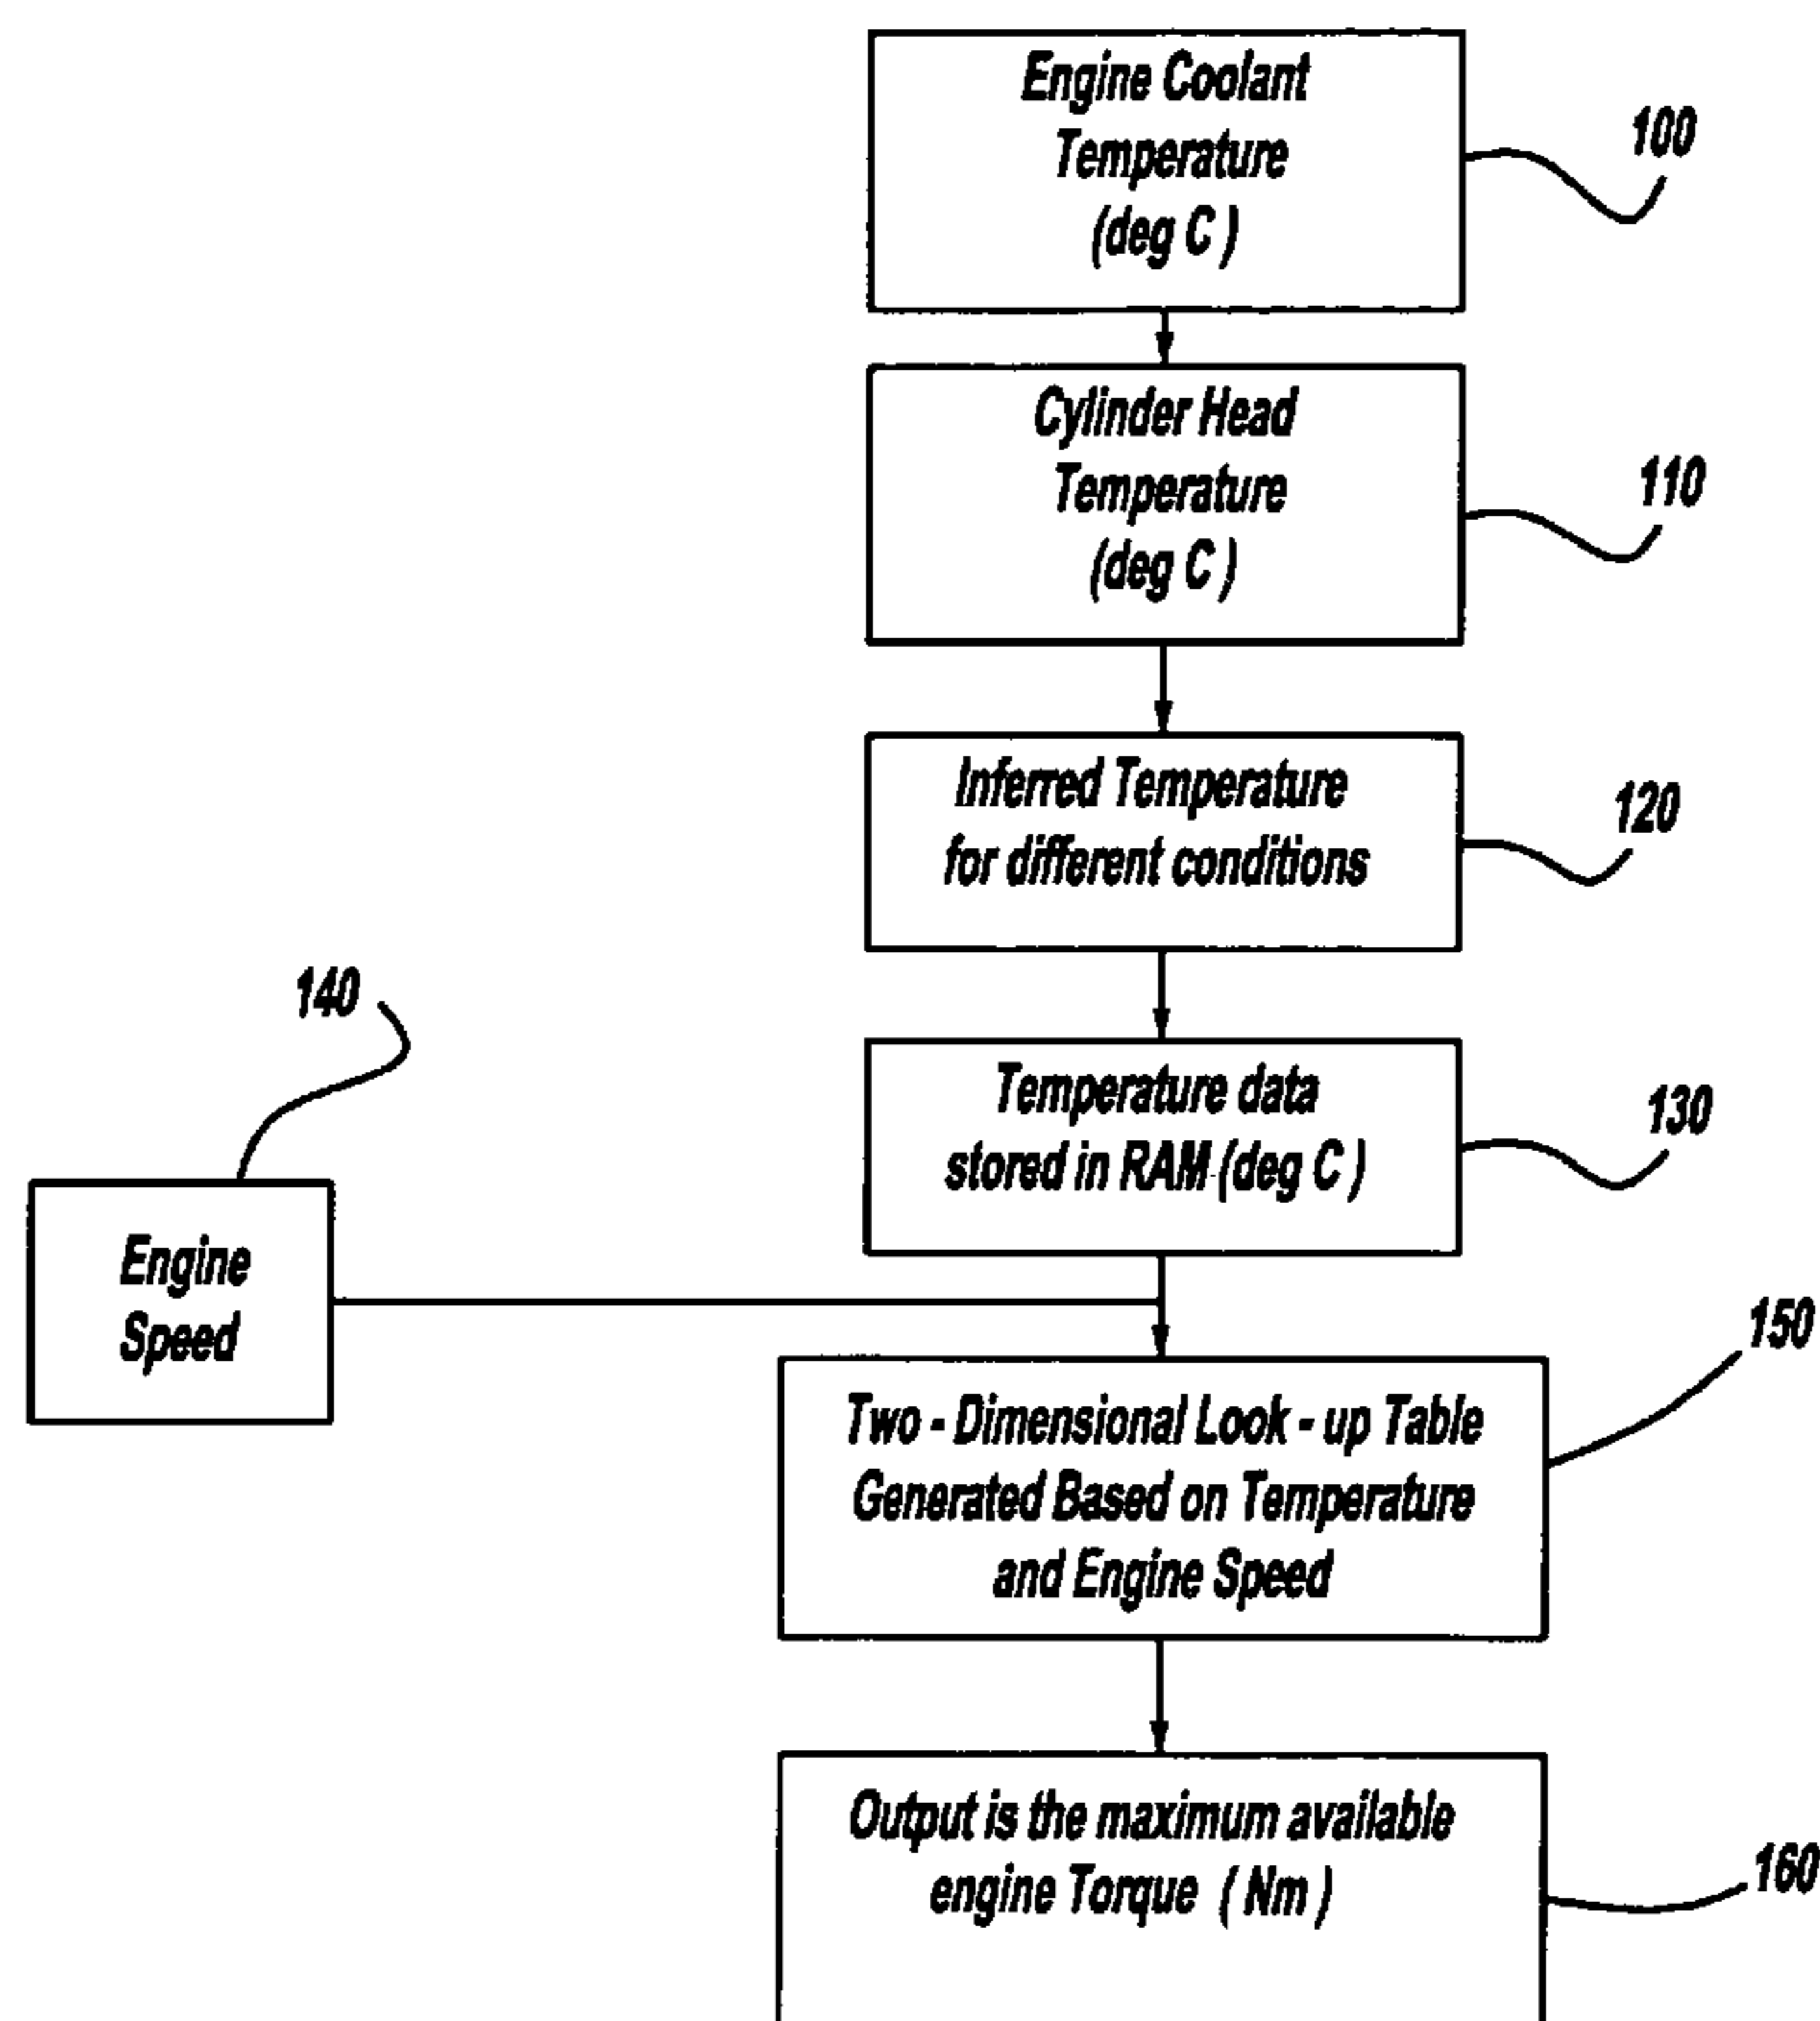 Engine Coolant
Temperature
(deg C )
100
Cylinder Head
Temperature
(deg C )
110
Inferred Temperature
for different conditions
120
Temperature data
stored in RAM (deg C )
130
140
Engine
Speed
Two - Dimensional Look - up Table
Generated Based on Temperature
and Engine Speed
150
Output is the maximum available
engine Torque ( Nm )
160